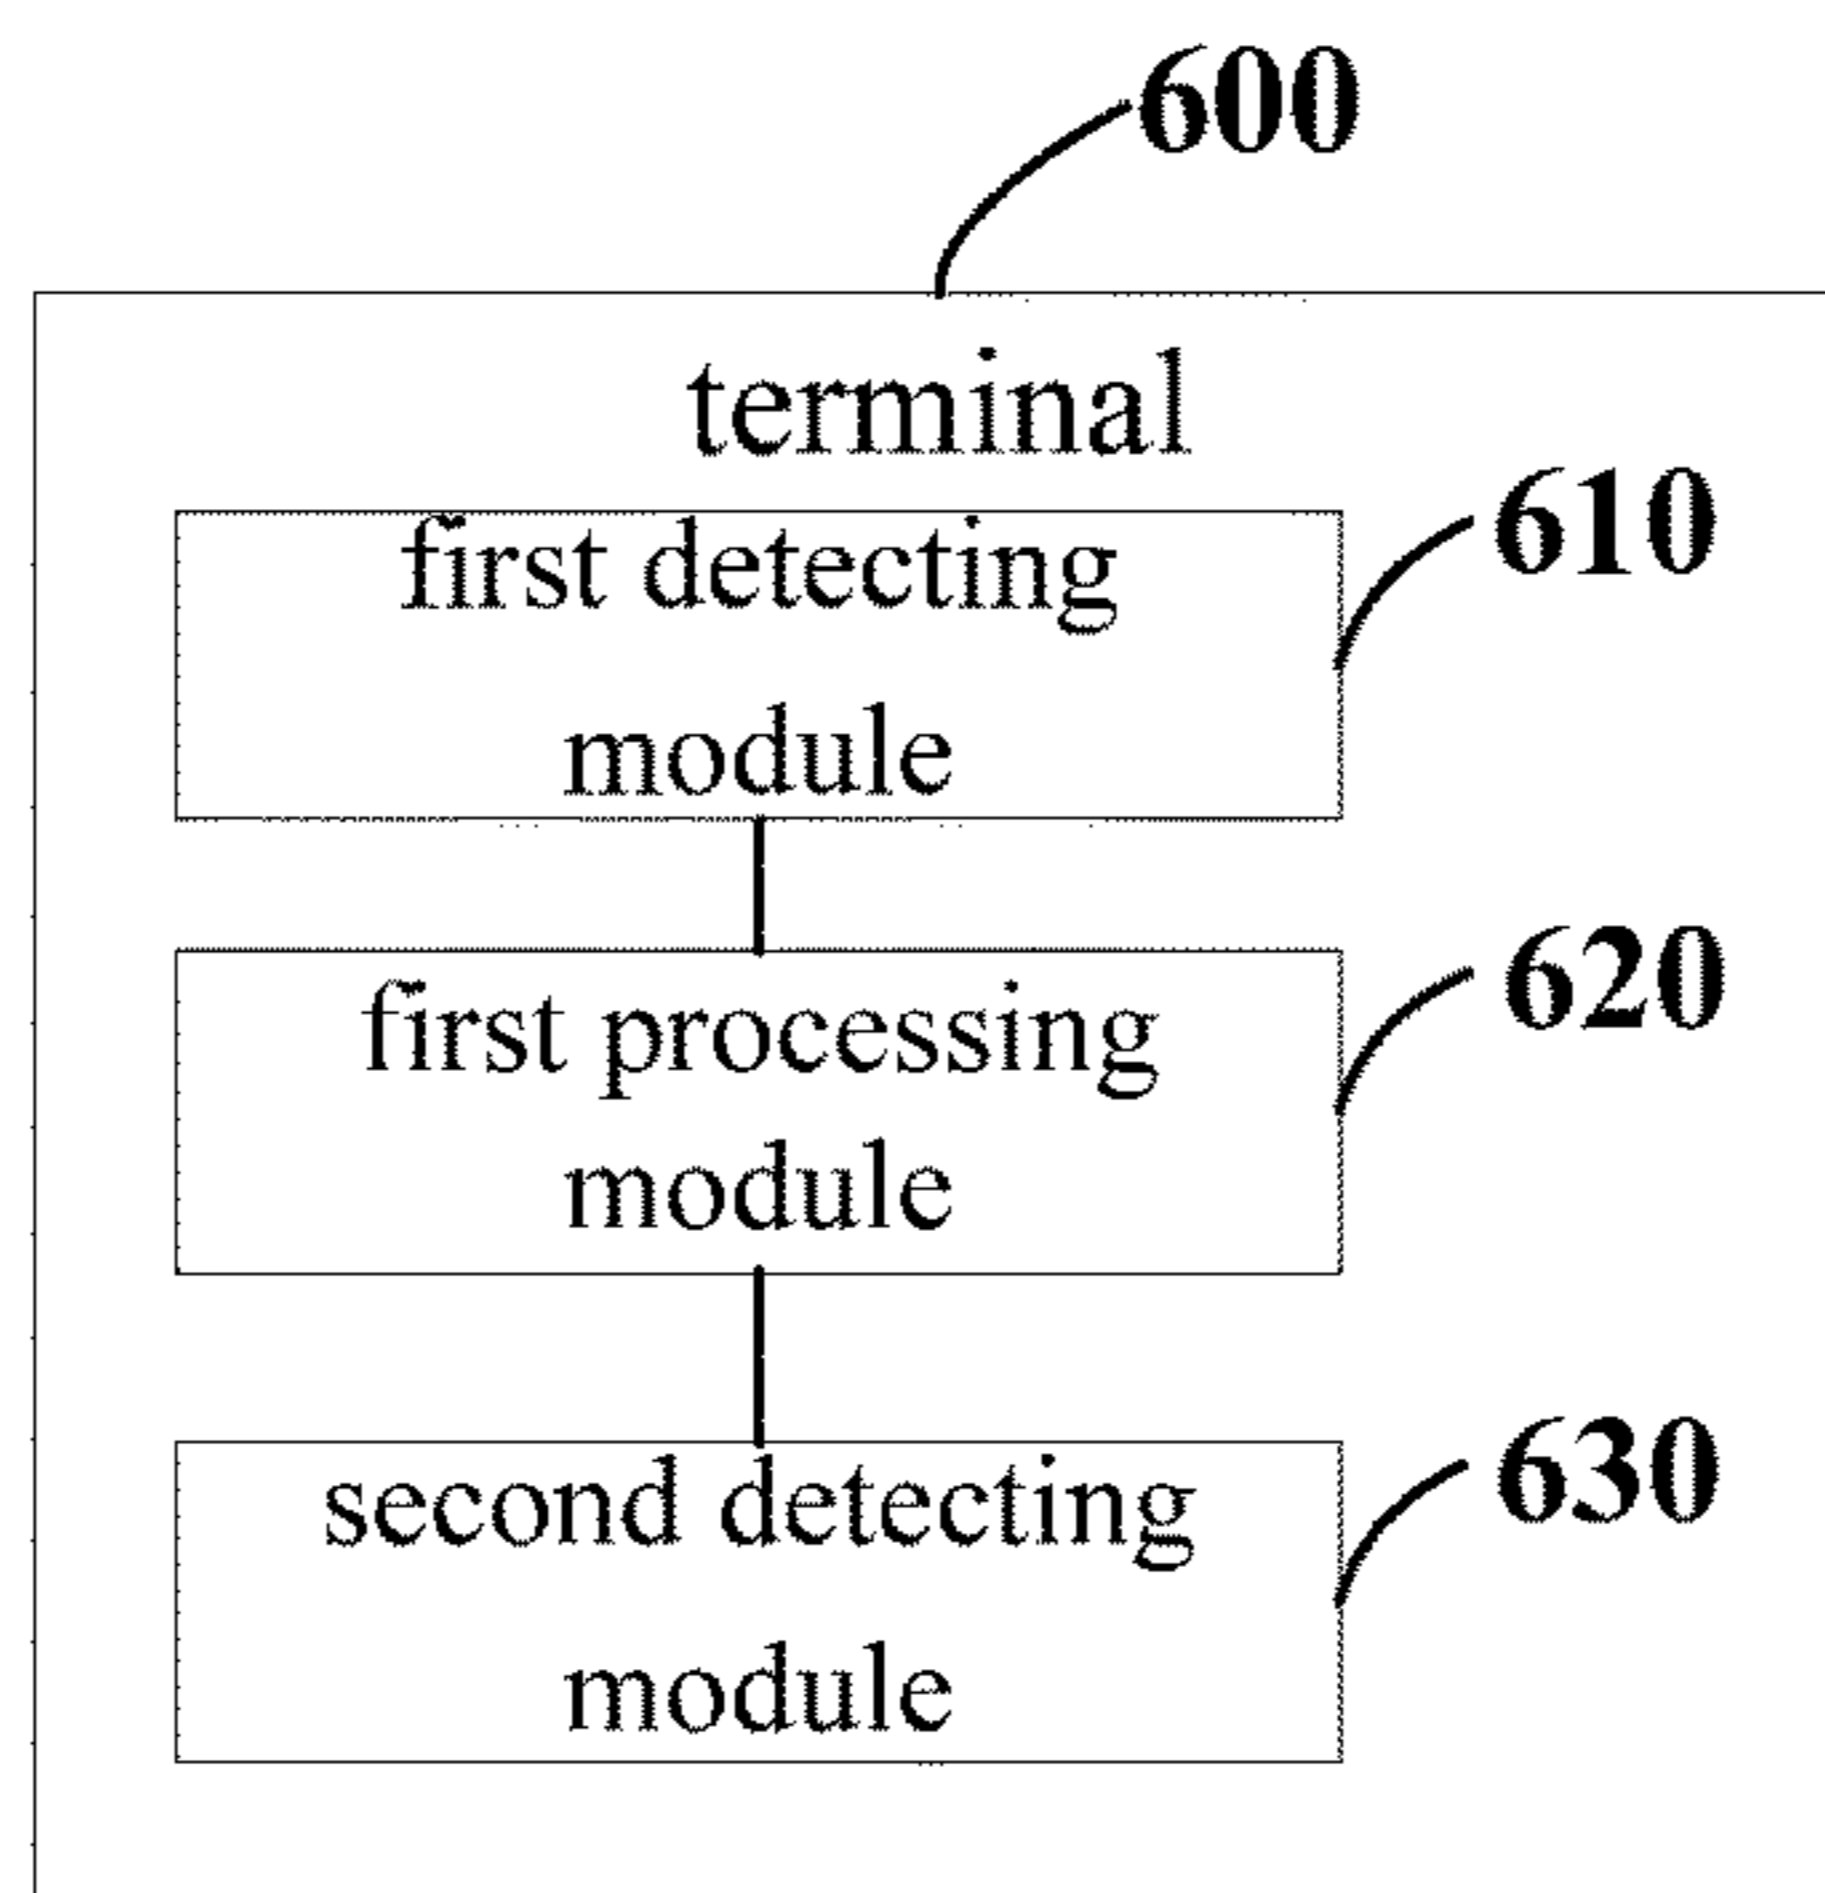 600
terminal
610
first detecting
module
620
first processing
module
630
second detecting
module